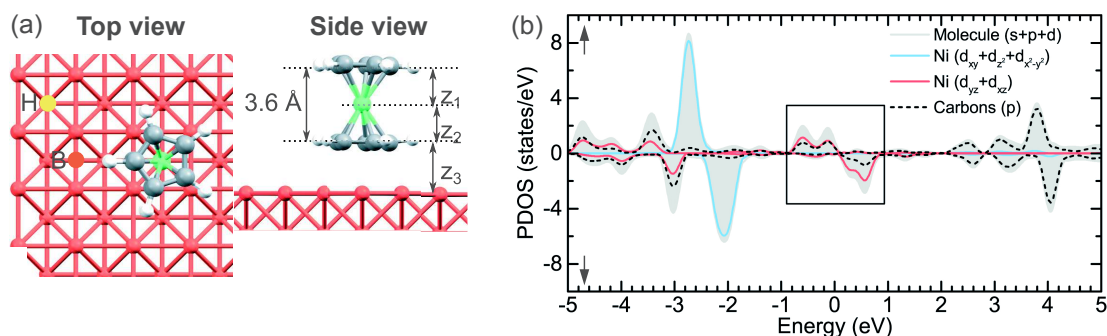 (a) Top view Side view
H
B
3.6 Å
z₁
z₂
z₃
(b)
PDOS (states/eV)
8
4
0
-4
-8
Molecule (s+p+d)
Ni (dxy+dz²+dx²-y²)
Ni (dyz+dxz)
Carbons (p)
-5 -4 -3 -2 -1 0 1 2 3 4 5
Energy (eV)